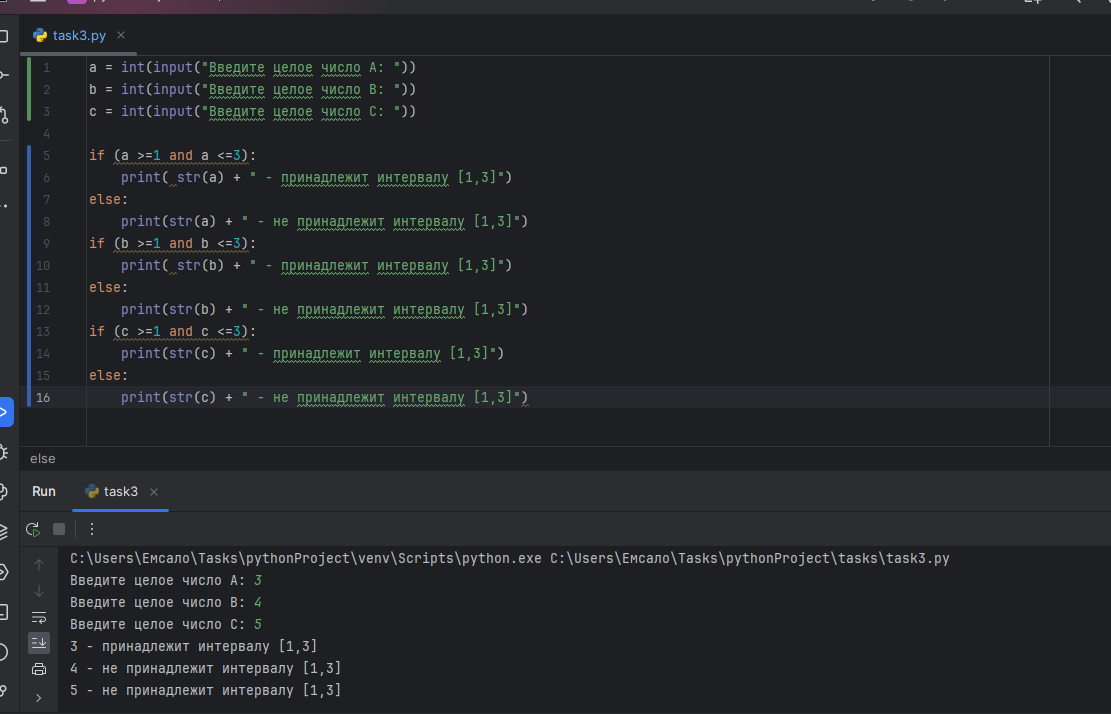 task3.py
1 a = int(input("Введите целое число A: "))
2 b = int(input("Введите целое число B: "))
3 c = int(input("Введите целое число C: "))
4
5 if (a >=1 and a <=3):
6 print( str(a) + " - принадлежит интервалу [1,3]")
7 else:
8 print(str(a) + " - не принадлежит интервалу [1,3]")
9 if (b >=1 and b <=3):
10 print( str(b) + " - принадлежит интервалу [1,3]")
11 else:
12 print(str(b) + " - не принадлежит интервалу [1,3]")
13 if (c >=1 and c <=3):
14 print(str(c) + " - принадлежит интервалу [1,3]")
15 else:
16 print(str(c) + " - не принадлежит интервалу [1,3]")
else
Run task3
C:\Users\Емсало\Tasks\pythonProject\venv\Scripts\python.exe C:\Users\Емсало\Tasks\pythonProject\tasks\task3.py
Введите целое число A: 3
Введите целое число B: 4
Введите целое число C: 5
3 - принадлежит интервалу [1,3]
4 - не принадлежит интервалу [1,3]
5 - не принадлежит интервалу [1,3]